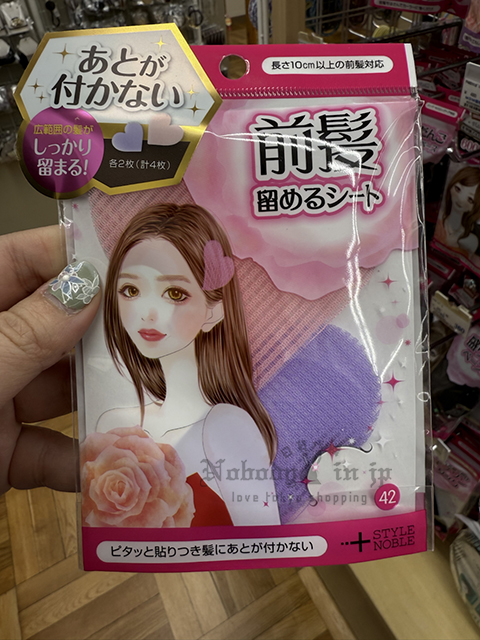 あとが
付かない
広範囲の髪が
しっかり
留まる!
各2枚(計4枚)
長さ10cm以上の前髪対応
前髪
留めるシート
Nobody in jp
love tokyo shopping
42
ピタッと貼りつき髪にあとが付かない
STYLE
NOBLE